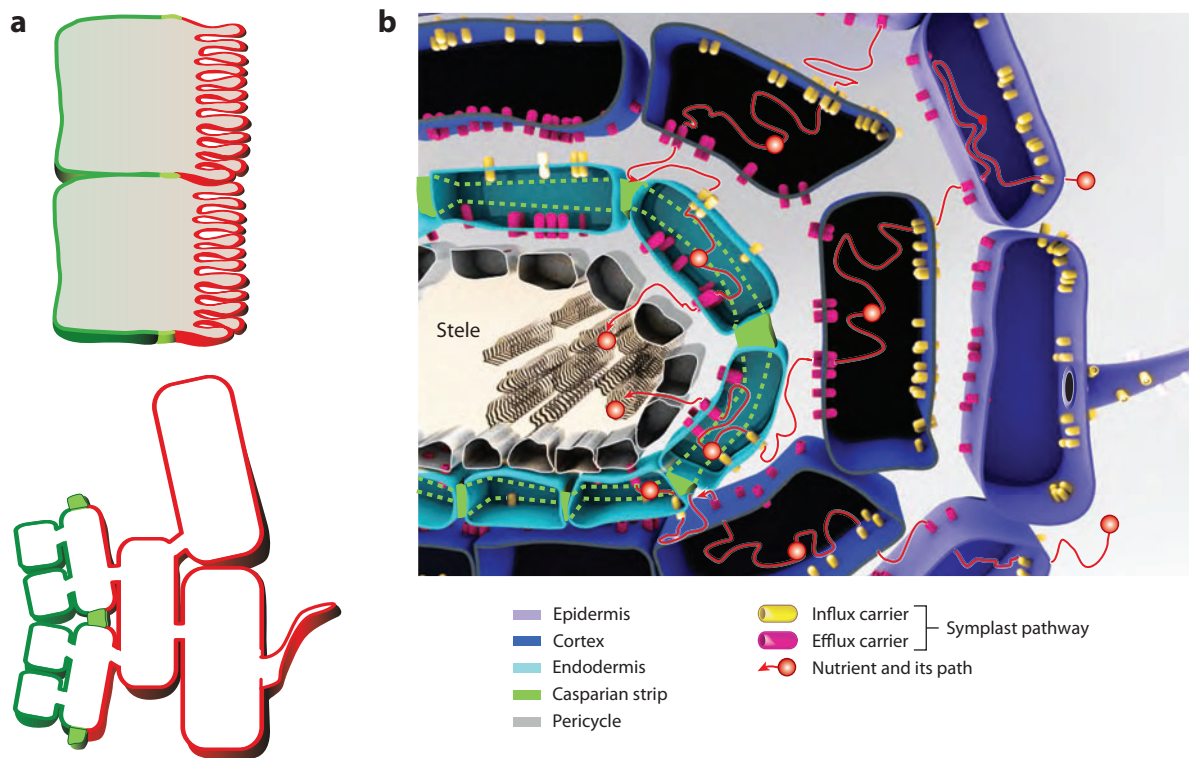 a
b
Stele
Epidermis
Cortex
Endodermis
Casparian strip
Pericycle
Influx carrier
Efflux carrier
Symplast pathway
Nutrient and its path